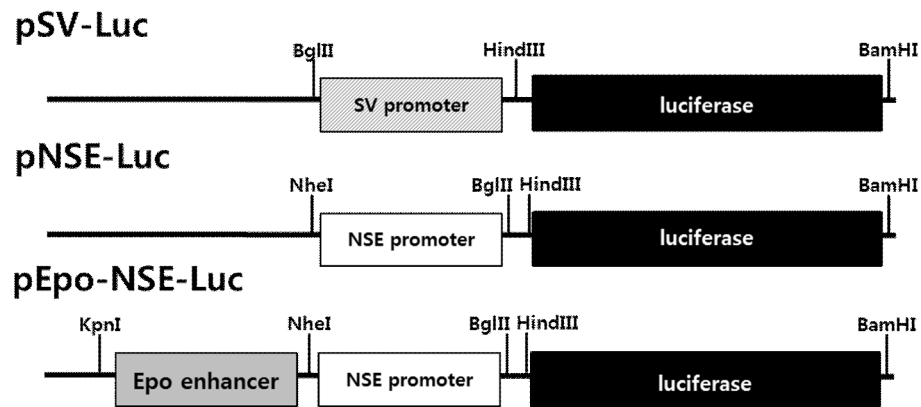 pSV-Luc
BglII HindIII BamHI
SV promoter luciferase
pNSE-Luc
NheI BglII HindIII BamHI
NSE promoter luciferase
pEpo-NSE-Luc
KpnI NheI BglII HindIII BamHI
Epo enhancer NSE promoter luciferase